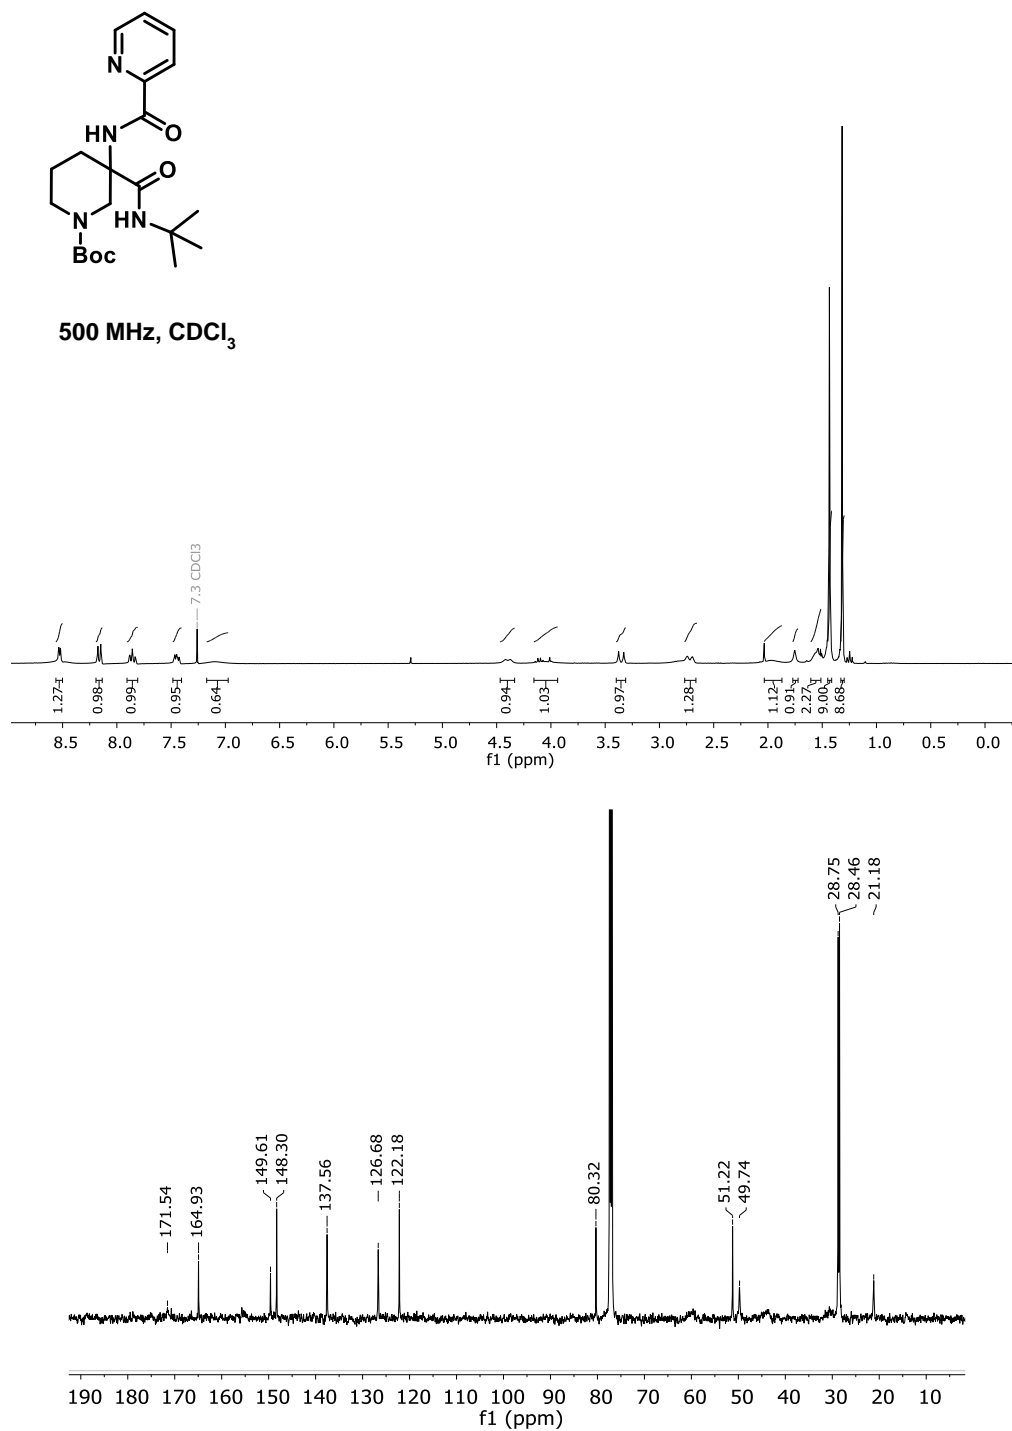 N
HN
O
O
N
HN
Boc
500 MHz, CDCl3
7.3 CDCl3
1.27
0.98
0.99
0.95
0.64
0.94
1.03
0.97
1.28
1.12
0.91
2.27
9.00
8.68
8.5 8.0 7.5 7.0 6.5 6.0 5.5 5.0 4.5 4.0 3.5 3.0 2.5 2.0 1.5 1.0 0.5 0.0
f1 (ppm)
171.54
164.93
149.61
148.30
137.56
126.68
122.18
80.32
51.22
49.74
28.75
28.46
21.18
190 180 170 160 150 140 130 120 110 100 90 80 70 60 50 40 30 20 10
f1 (ppm)